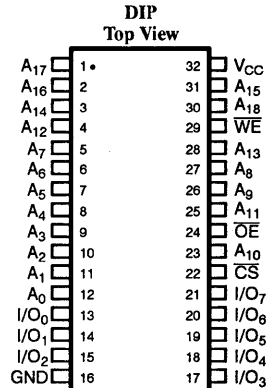 DIP
Top View
A17 1 32 VCC
A16 2 31 A15
A14 3 30 A18
A12 4 29 W̅E̅
A7 5 28 A13
A6 6 27 A8
A5 7 26 A9
A4 8 25 A11
A3 9 24 O̅E̅
A2 10 23 A10
A1 11 22 C̅S̅
A0 12 21 I/O7
I/O0 13 20 I/O6
I/O1 14 19 I/O5
I/O2 15 18 I/O4
GND 16 17 I/O3